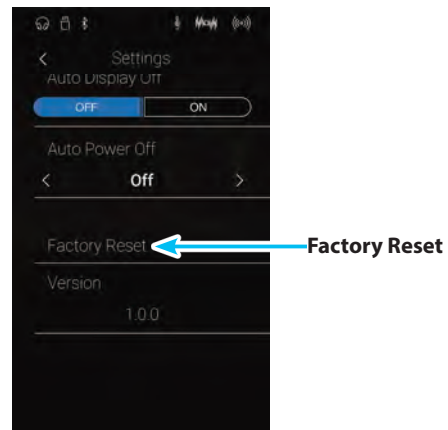 Settings
Auto Display Off
OFF ON
Auto Power Off
< Off >
Factory Reset
Factory Reset
Version
1.0.0